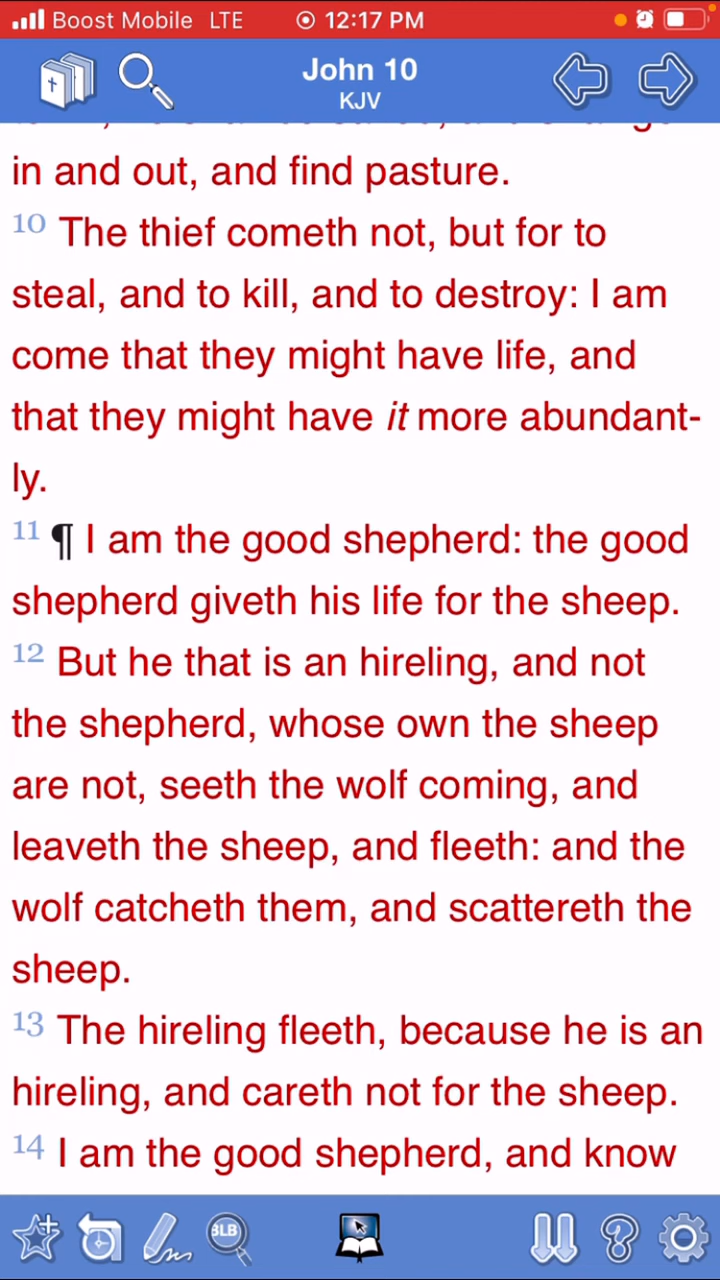 Boost Mobile LTE 12:17 PM
John 10
KJV
in and out, and find pasture.
10 The thief cometh not, but for to
steal, and to kill, and to destroy: I am
come that they might have life, and
that they might have it more abundant-
ly.
11 ¶ I am the good shepherd: the good
shepherd giveth his life for the sheep.
12 But he that is an hireling, and not
the shepherd, whose own the sheep
are not, seeth the wolf coming, and
leaveth the sheep, and fleeth: and the
wolf catcheth them, and scattereth the
sheep.
13 The hireling fleeth, because he is an
hireling, and careth not for the sheep.
14 I am the good shepherd, and know
BLB